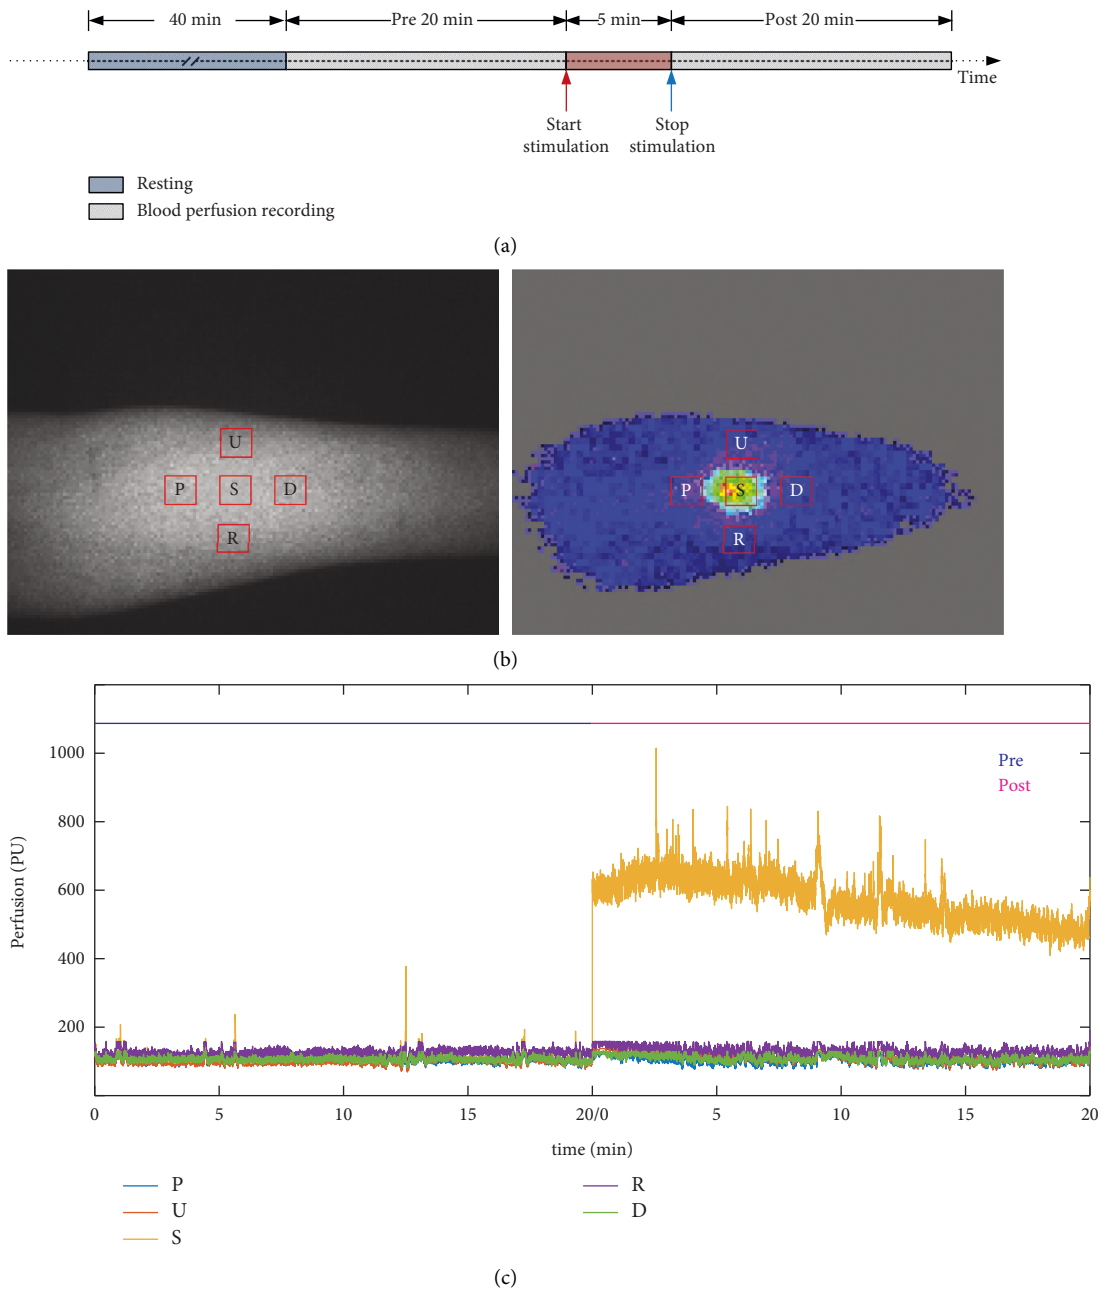 40 min Pre 20 min 5 min Post 20 min
Time
Start stimulation
Stop stimulation
Resting
Blood perfusion recording
(a)
U
P S D
R
U
P S D
R
(b)
1000
800
600
400
200
Perfusion (PU)
Pre
Post
0 5 10 15 20/0 5 10 15 20
time (min)
P
U
S
R
D
(c)